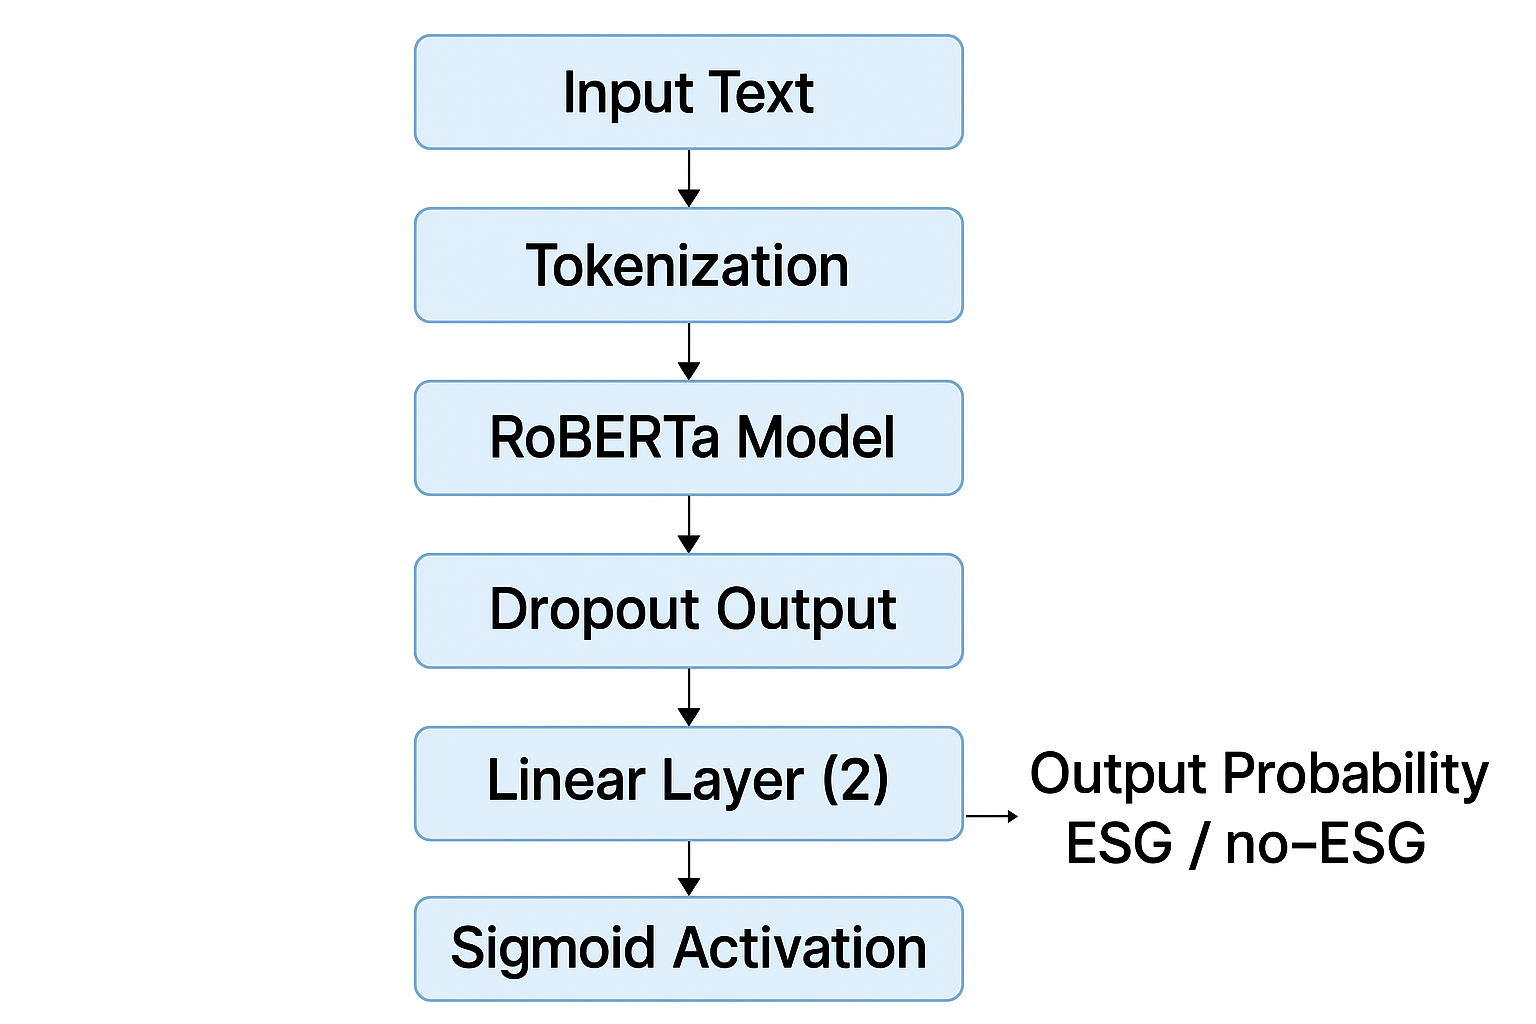 Input Text
Tokenization
RoBERTa Model
Dropout Output
Linear Layer (2)
Output Probability
ESG / no–ESG
Sigmoid Activation